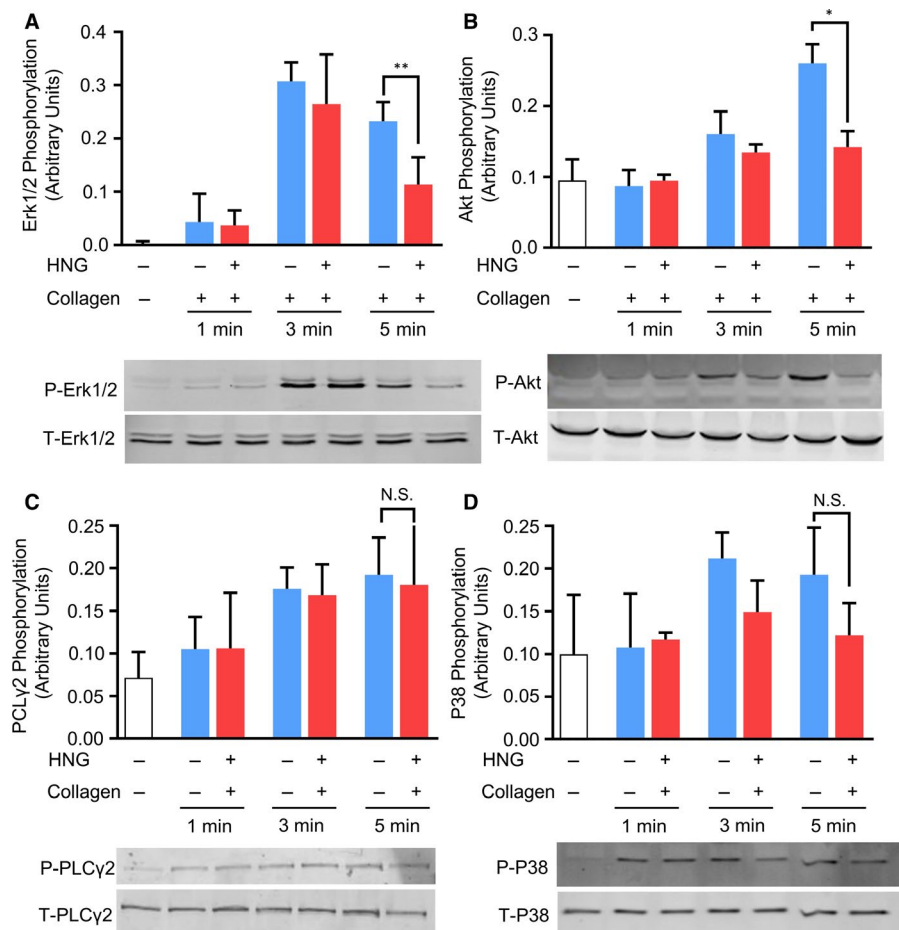 A
Erk1/2 Phosphorylation
(Arbitrary Units)
0.4
0.3
0.2
0.1
0.0
**
HNG – – + – + – +
Collagen – + + + + + +
1 min 3 min 5 min
P-Erk1/2
T-Erk1/2
B
Akt Phosphorylation
(Arbitrary Units)
0.3
0.2
0.1
0.0
*
HNG – – + – + – +
Collagen – + + + + + +
1 min 3 min 5 min
P-Akt
T-Akt
C
PCLγ2 Phosphorylation
(Arbitrary Units)
0.25
0.20
0.15
0.10
0.05
0.00
N.S.
HNG – – + – + – +
Collagen – – + – + – +
1 min 3 min 5 min
P-PLCγ2
T-PLCγ2
D
P38 Phosphorylation
(Arbitrary Units)
0.25
0.20
0.15
0.10
0.05
0.00
N.S.
HNG – – + – + – +
Collagen – – + – + – +
1 min 3 min 5 min
P-P38
T-P38